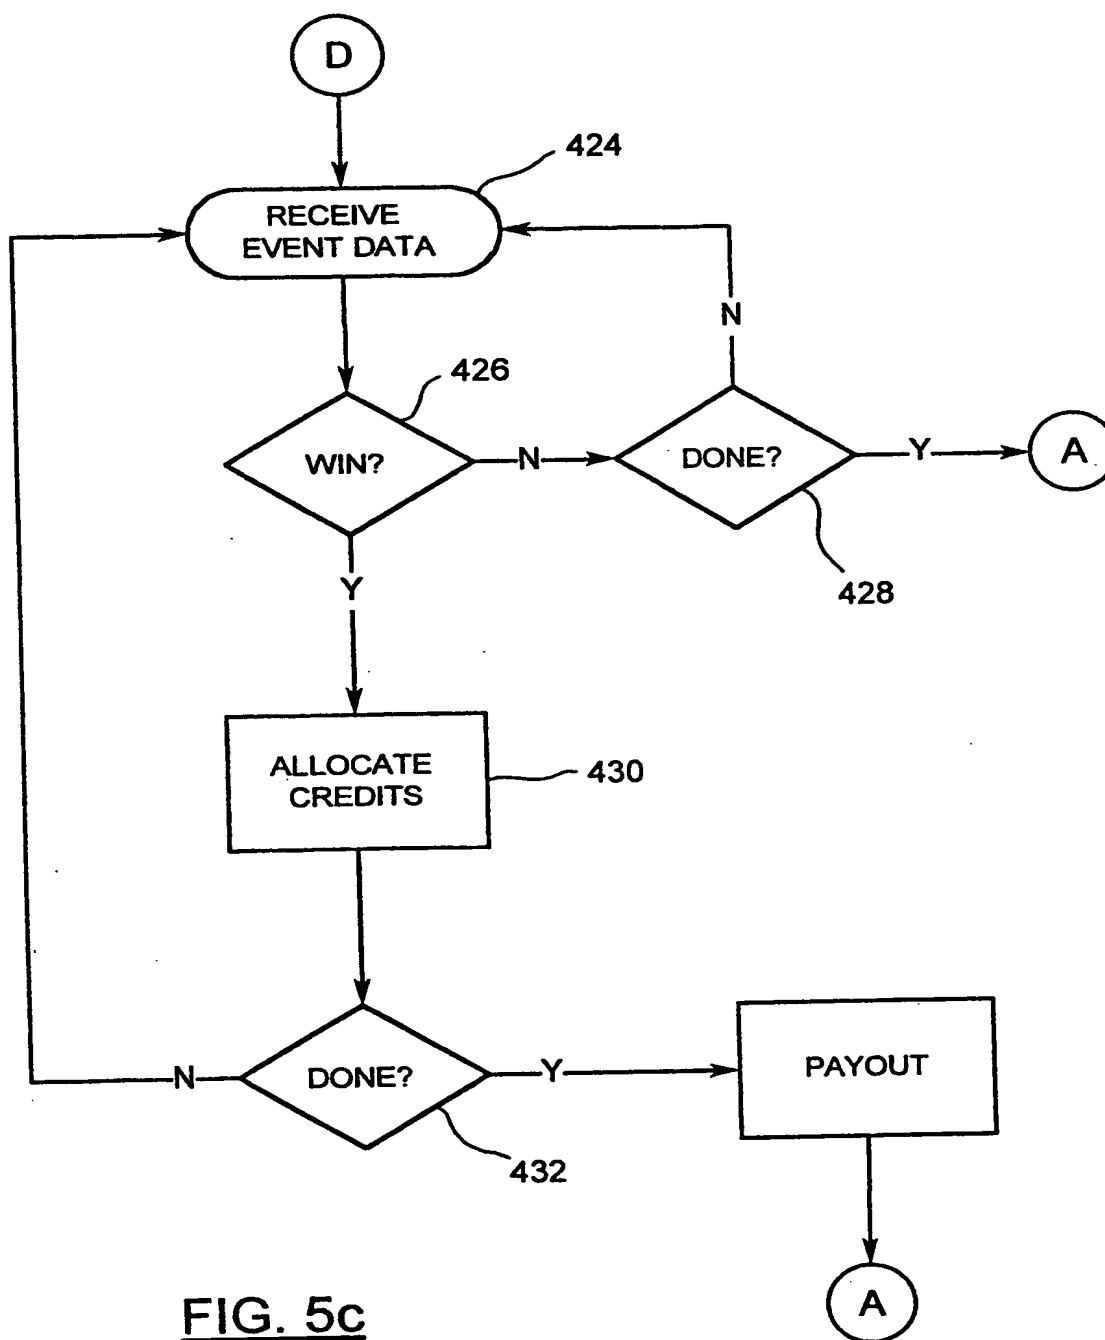 D
424
RECEIVE
EVENT DATA
N
426
WIN?
N
DONE?
Y
A
428
Y
ALLOCATE
CREDITS
430
N
DONE?
Y
PAYOUT
432
A
FIG. 5c